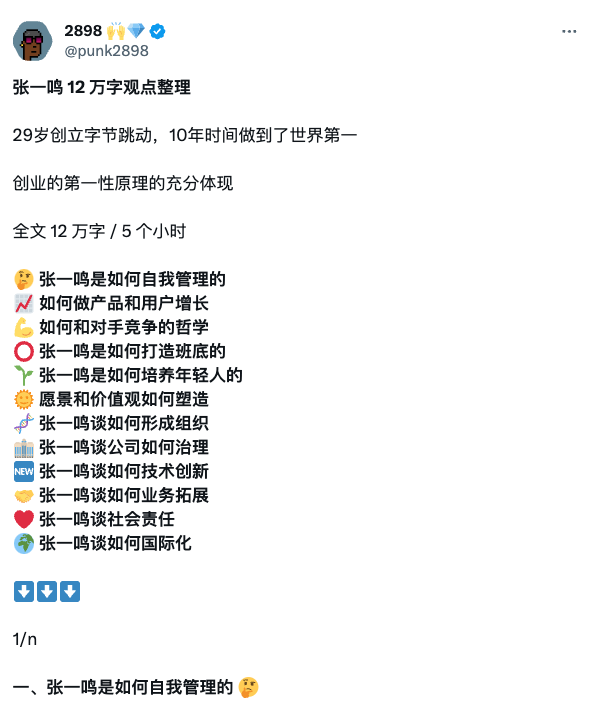 2898 🙌💎
@punk2898
张一鸣 12 万字观点整理
29岁创立字节跳动，10年时间做到了世界第一
创业的第一性原理的充分体现
全文 12 万字 / 5 个小时
🤔 张一鸣是如何自我管理的
📈 如何做产品和用户增长
💪 如何和对手竞争的哲学
⭕ 张一鸣是如何打造班底的
🌱 张一鸣是如何培养年轻人的
🌞 愿景和价值观如何塑造
🧬 张一鸣谈如何形成组织
🏨 张一鸣谈公司如何治理
🆕 张一鸣谈如何技术创新
🤝 张一鸣谈如何业务拓展
❤️ 张一鸣谈社会责任
🌍 张一鸣谈如何国际化
⬇️⬇️⬇️
1/n
一、张一鸣是如何自我管理的 🤔